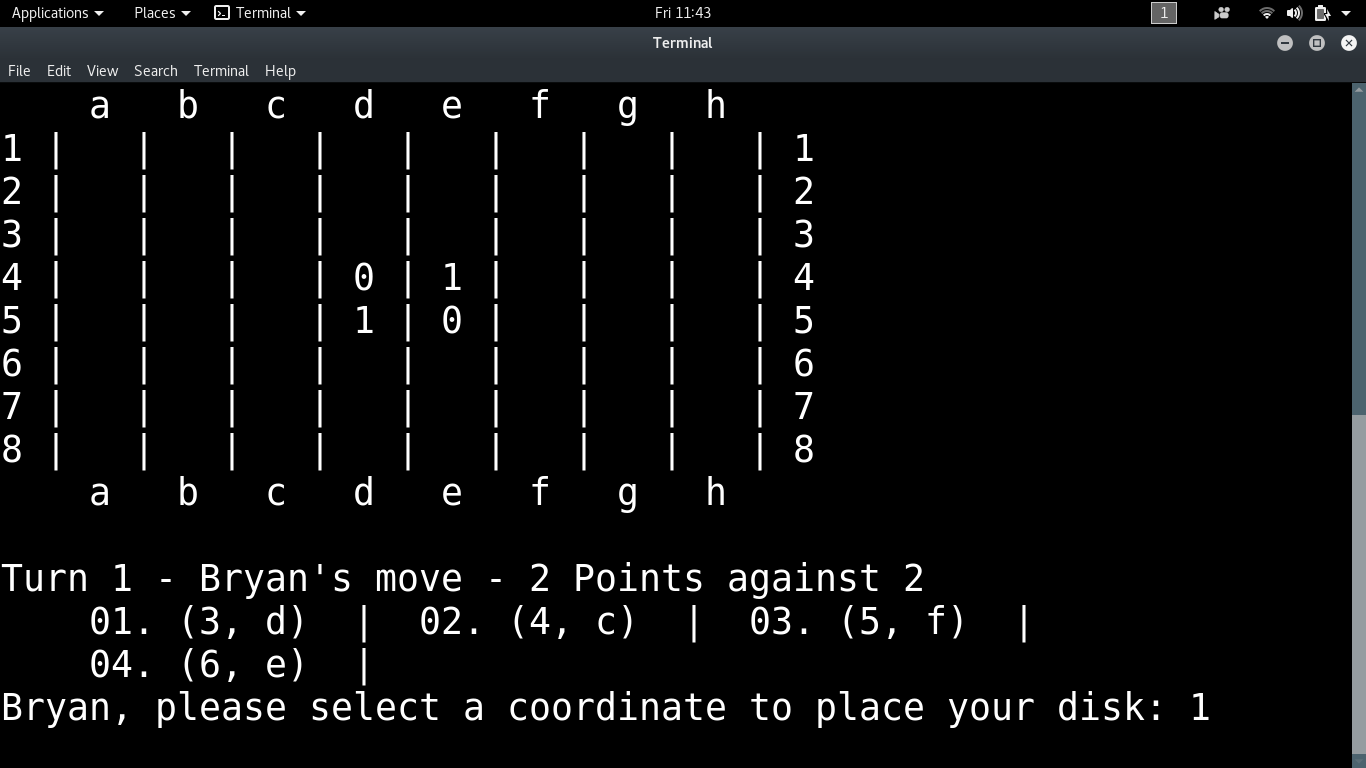 Applications Places Terminal Fri 11:43 1
Terminal
File Edit View Search Terminal Help
a b c d e f g h
1 | | | | | | | | | 1
2 | | | | | | | | | 2
3 | | | | | | | | | 3
4 | | | | 0 | 1 | | | | 4
5 | | | | 1 | 0 | | | | 5
6 | | | | | | | | | 6
7 | | | | | | | | | 7
8 | | | | | | | | | 8
a b c d e f g h
Turn 1 - Bryan's move - 2 Points against 2
01. (3, d) | 02. (4, c) | 03. (5, f) |
04. (6, e) |
Bryan, please select a coordinate to place your disk: 1